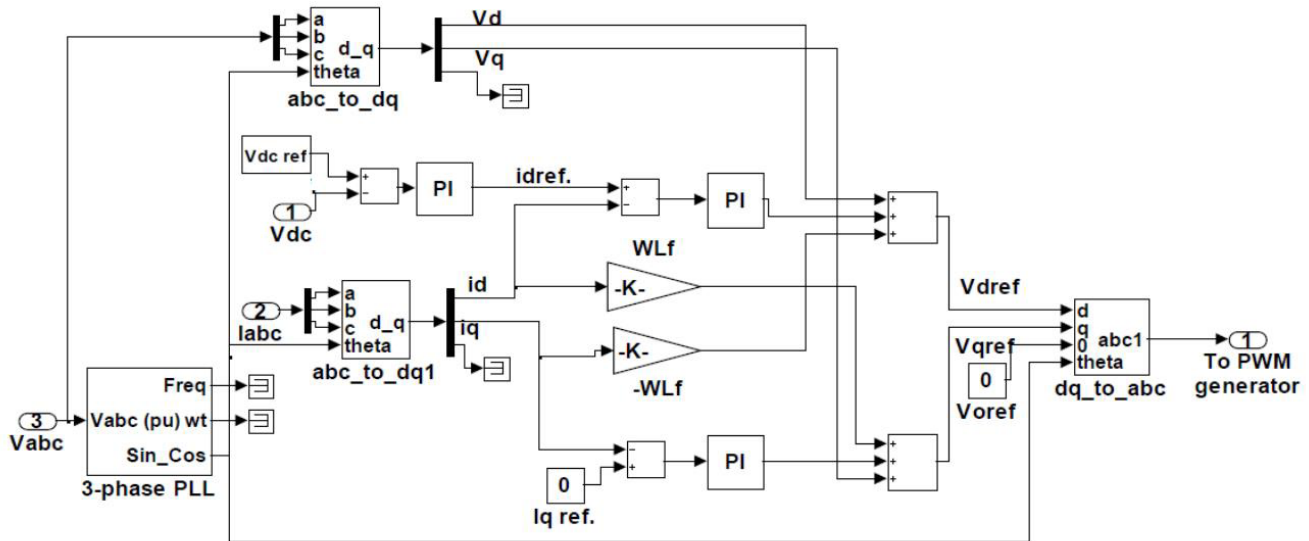 a
b
c
d_q
theta
abc_to_dq
Vd
Vq
Vdc ref
+
−
PI
idref.
1
Vdc
+
−
PI
+
+
+
WLf
-K-
2
Iabc
a
b
c
d_q
theta
abc_to_dq1
id
iq
-K-
-WLf
Vdref
Vqref
0
Voref
d
q
0
theta
abc1
dq_to_abc
1
To PWM
generator
3
Vabc
Freq
Vabc (pu) wt
Sin_Cos
3-phase PLL
−
+
0
Iq ref.
PI
+
+
+